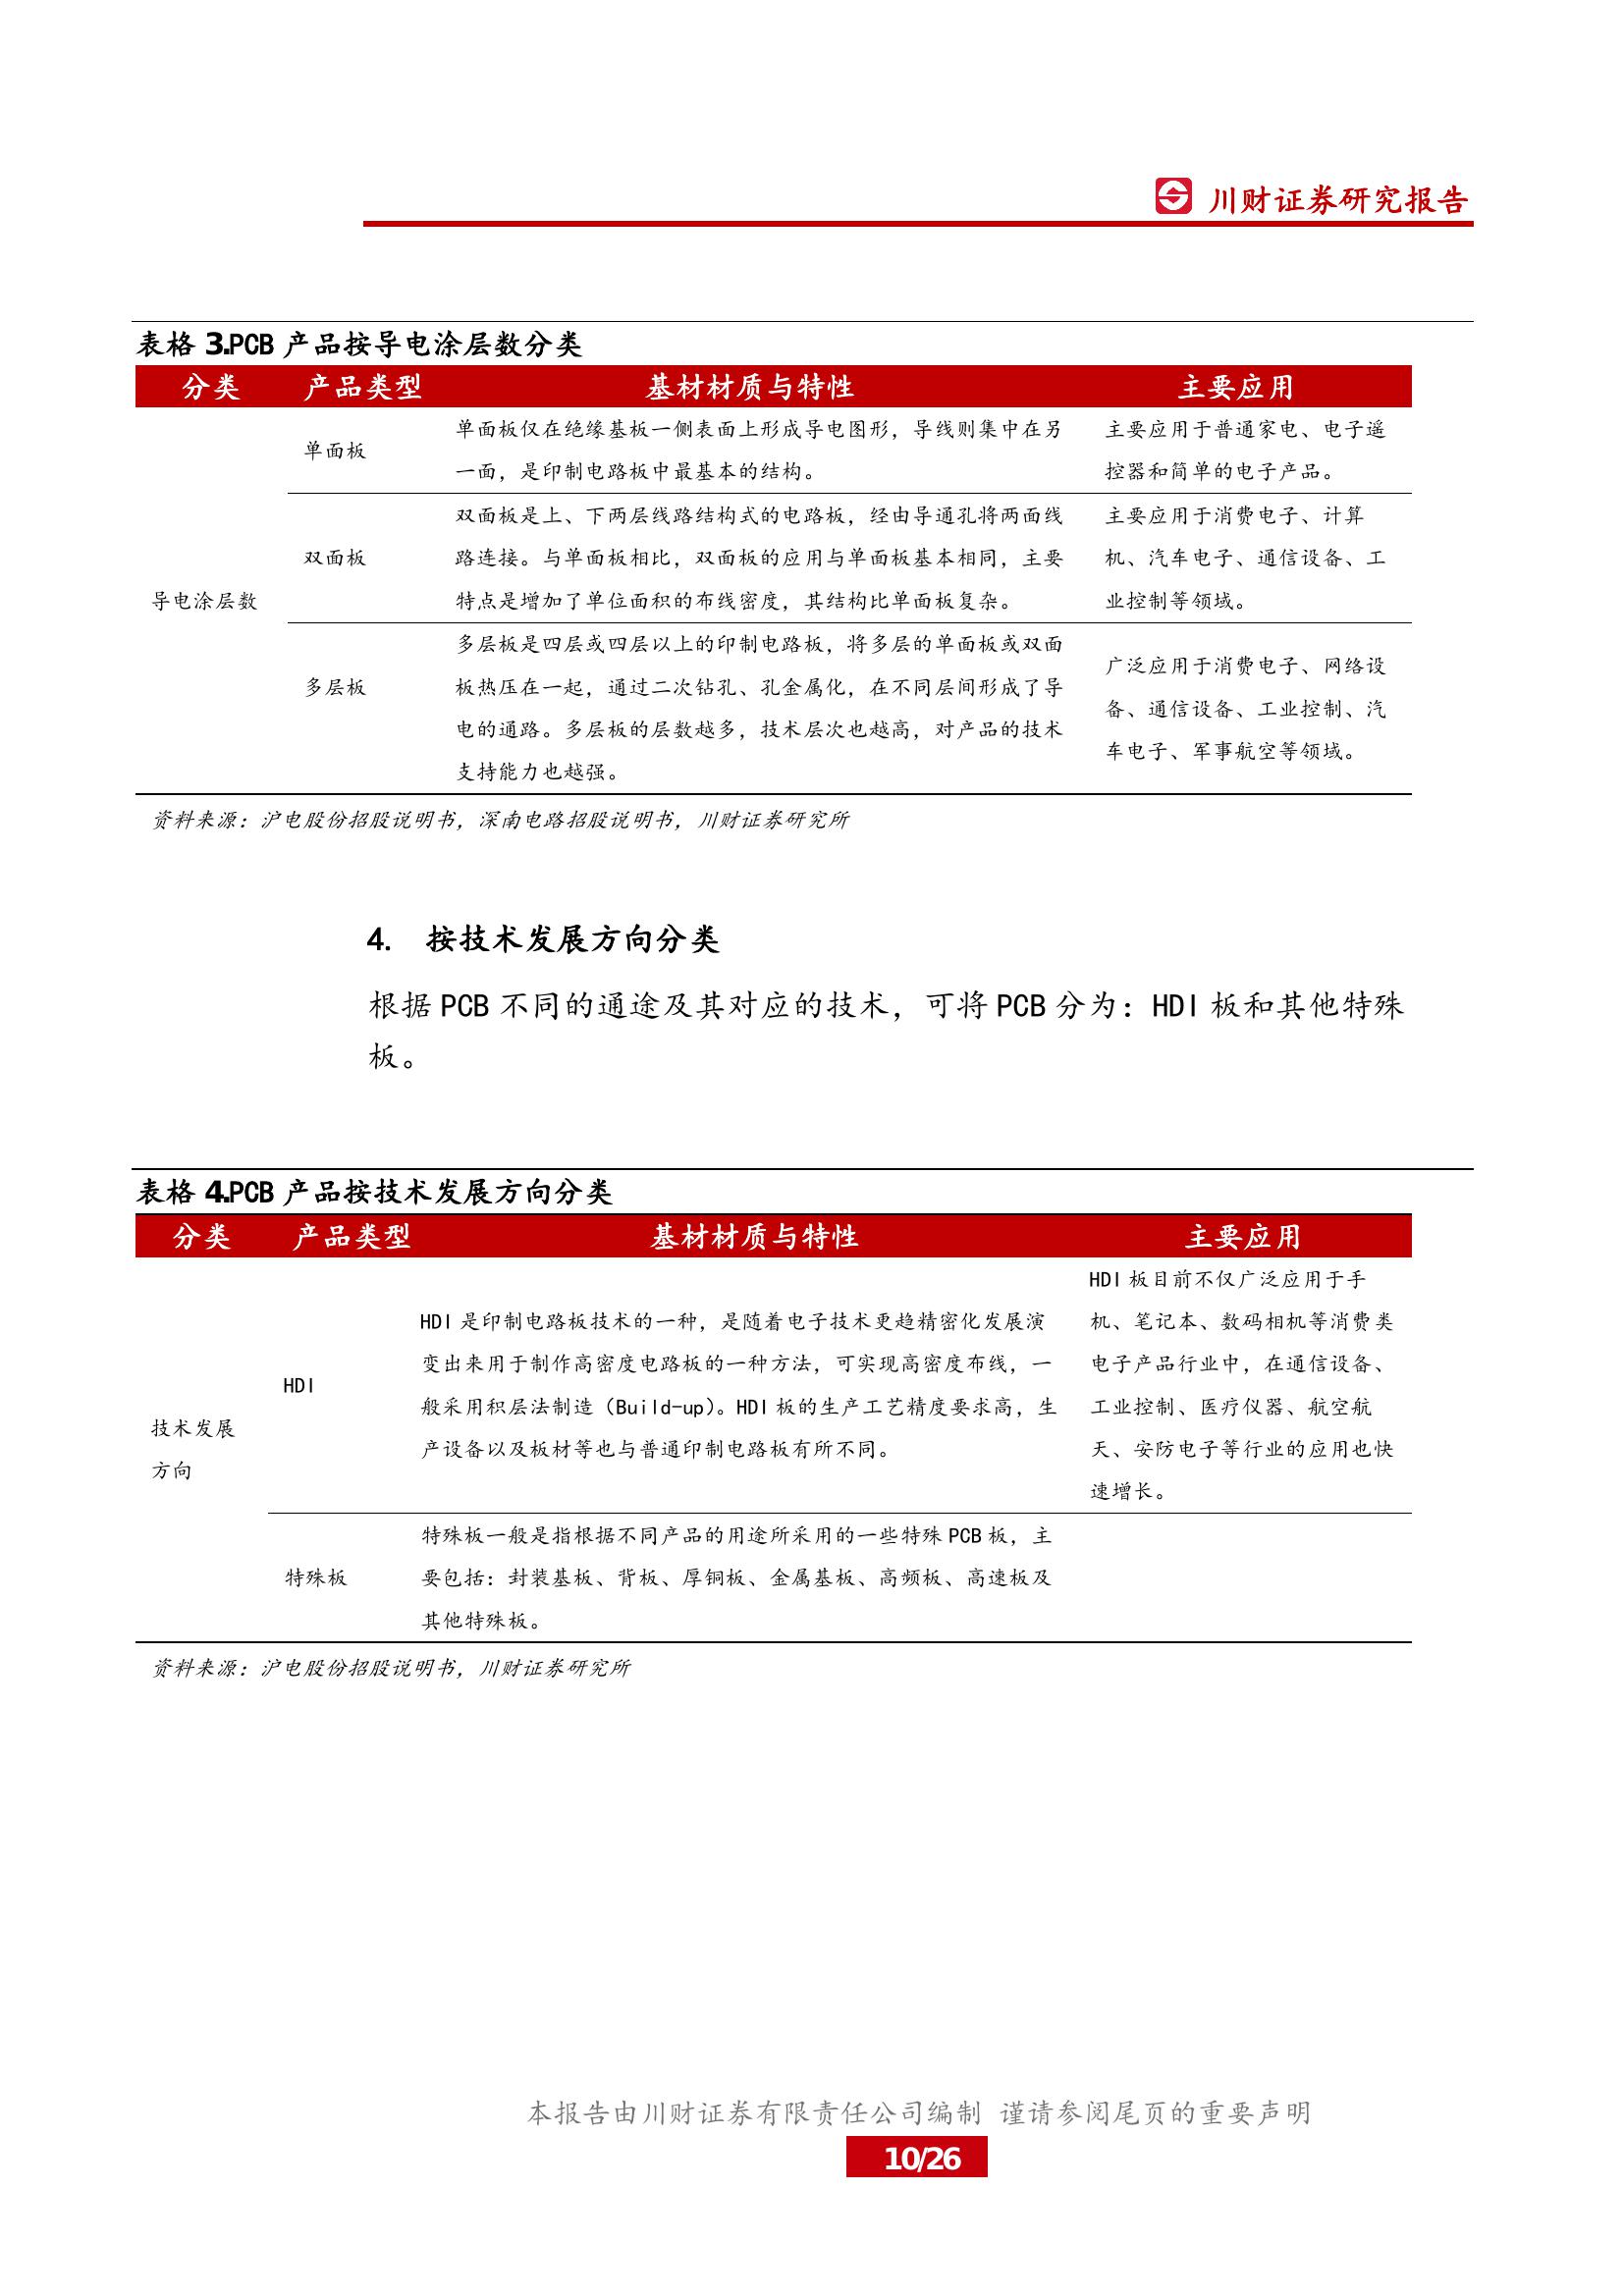 川财证券研究报告
表格 3.PCB 产品按导电涂层数分类
分类 产品类型 基材材质与特性 主要应用
导电涂层数
单面板
单面板仅在绝缘基板一侧表面上形成导电图形，导线则集中在另
一面，是印制电路板中最基本的结构。
主要应用于普通家电、电子遥
控器和简单的电子产品。
双面板
双面板是上、下两层线路结构式的电路板，经由导通孔将两面线
路连接。与单面板相比，双面板的应用与单面板基本相同，主要
特点是增加了单位面积的布线密度，其结构比单面板复杂。
主要应用于消费电子、计算
机、汽车电子、通信设备、工
业控制等领域。
多层板
多层板是四层或四层以上的印制电路板，将多层的单面板或双面
板热压在一起，通过二次钻孔、孔金属化，在不同层间形成了导
电的通路。多层板的层数越多，技术层次也越高，对产品的技术
支持能力也越强。
广泛应用于消费电子、网络设
备、通信设备、工业控制、汽
车电子、军事航空等领域。
资料来源：沪电股份招股说明书，深南电路招股说明书，川财证券研究所
4. 按技术发展方向分类
根据 PCB 不同的通途及其对应的技术，可将 PCB 分为：HDI 板和其他特殊
板。
表格 4.PCB 产品按技术发展方向分类
分类 产品类型 基材材质与特性 主要应用
技术发展
方向
HDI
HDI 是印制电路板技术的一种，是随着电子技术更趋精密化发展演
变出来用于制作高密度电路板的一种方法，可实现高密度布线，一
般采用积层法制造（Build-up）。HDI 板的生产工艺精度要求高，生
产设备以及板材等也与普通印制电路板有所不同。
HDI 板目前不仅广泛应用于手
机、笔记本、数码相机等消费类
电子产品行业中，在通信设备、
工业控制、医疗仪器、航空航
天、安防电子等行业的应用也快
速增长。
特殊板
特殊板一般是指根据不同产品的用途所采用的一些特殊 PCB 板，主
要包括：封装基板、背板、厚铜板、金属基板、高频板、高速板及
其他特殊板。
资料来源：沪电股份招股说明书，川财证券研究所
本报告由川财证券有限责任公司编制 谨请参阅尾页的重要声明
10/26